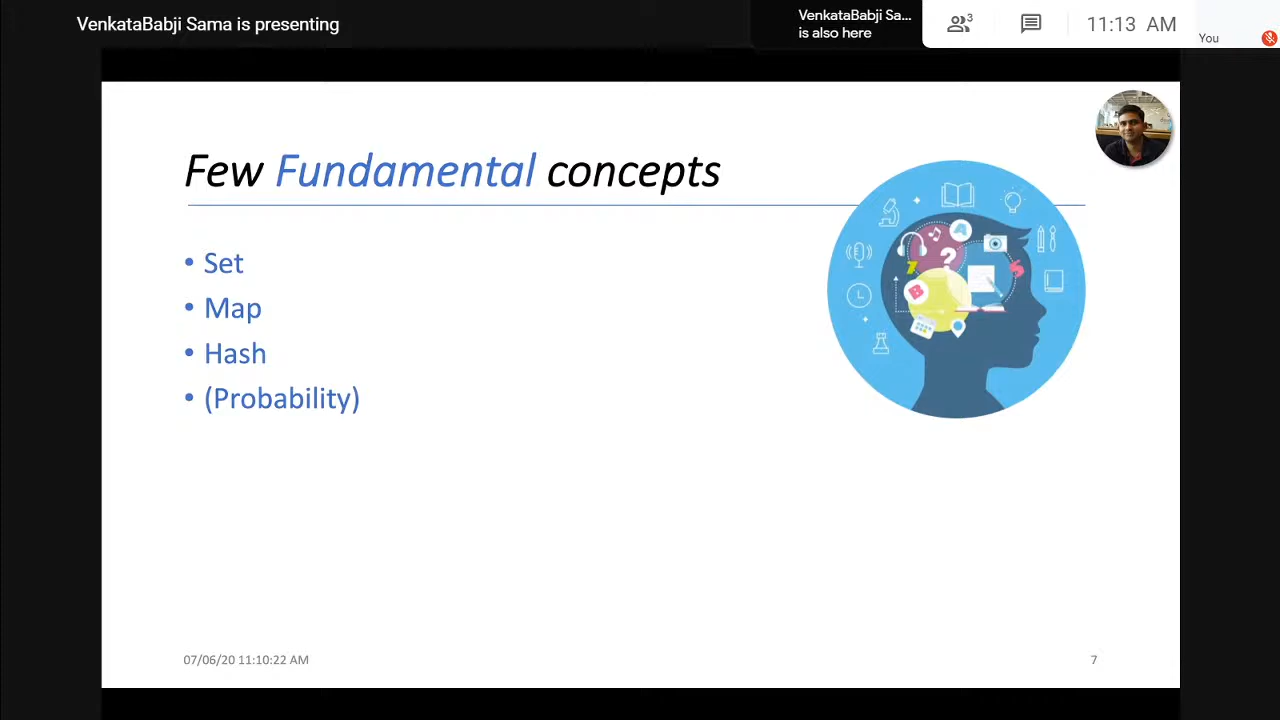 VenkataBabji Sama is presenting
VenkataBabji Sa...
is also here
3
11:13 AM
You
Few Fundamental concepts
• Set
• Map
• Hash
• (Probability)
A
?
B
07/06/20 11:10:22 AM
7